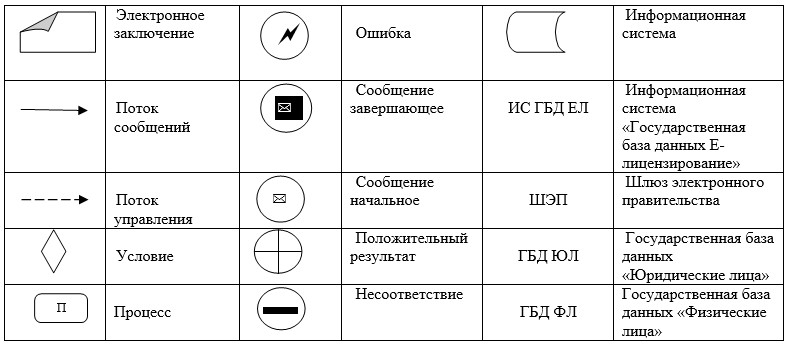 Электронное
заключение
Ошибка
Информационная
система
Поток
сообщений
Сообщение
завершающее
ИС ГБД ЕЛ
Информационная
система
«Государственная
база данных Е-
лицензирование»
Поток
управления
Сообщение
начальное
ШЭП
Шлюз электронного
правительства
Условие
Положительный
результат
ГБД ЮЛ
Государственная база
данных
«Юридические лица»
П
Процесс
Несоответствие
ГБД ФЛ
Государственная база
данных «Физические
лица»